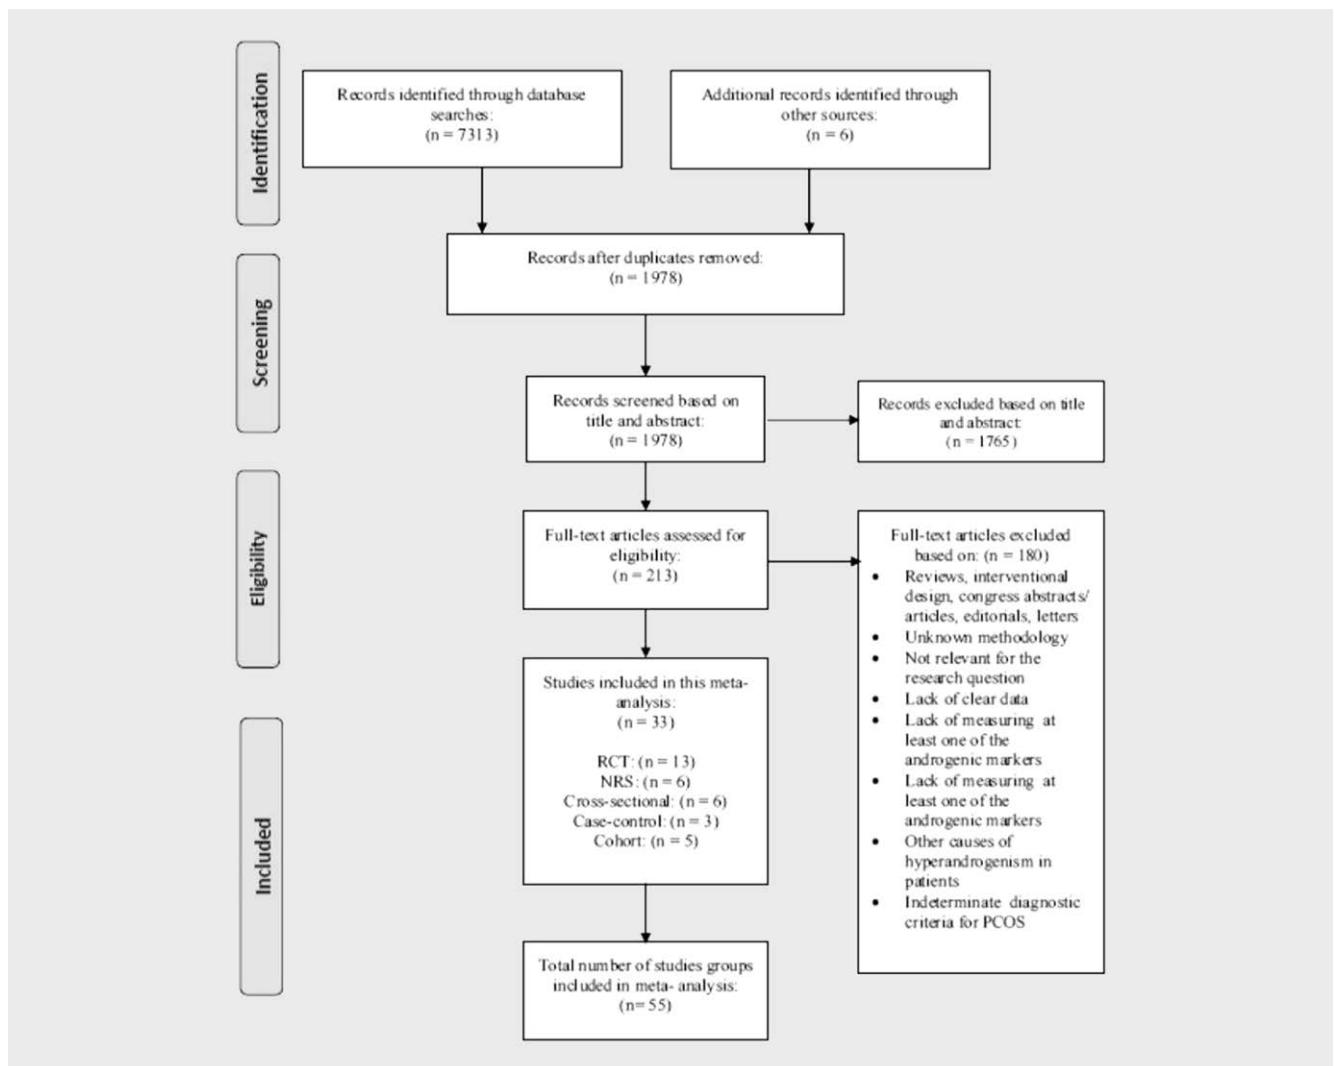 Identification
Records identified through database
searches:
(n = 7313)
Additional records identified through
other sources:
(n = 6)
Screening
Records after duplicates removed:
(n = 1978)
Records screened based on
title and abstract:
(n = 1978)
Records excluded based on title
and abstract:
(n = 1765)
Eligibility
Full-text articles assessed for
eligibility:
(n = 213)
Full-text articles excluded
based on: (n = 180)
• Reviews, interventional
design, congress abstracts/
articles, editorials, letters
• Unknown methodology
• Not relevant for the
research question
• Lack of clear data
• Lack of measuring at
least one of the
androgenic markers
• Lack of measuring at
least one of the
androgenic markers
• Other causes of
hyperandrogenism in
patients
• Indeterminate diagnostic
criteria for PCOS
Included
Studies included in this meta-
analysis:
(n = 33)
RCT: (n = 13)
NRS: (n = 6)
Cross-sectional: (n = 6)
Case-control: (n = 3)
Cohort: (n = 5)
Total number of studies groups
included in meta- analysis:
(n= 55)